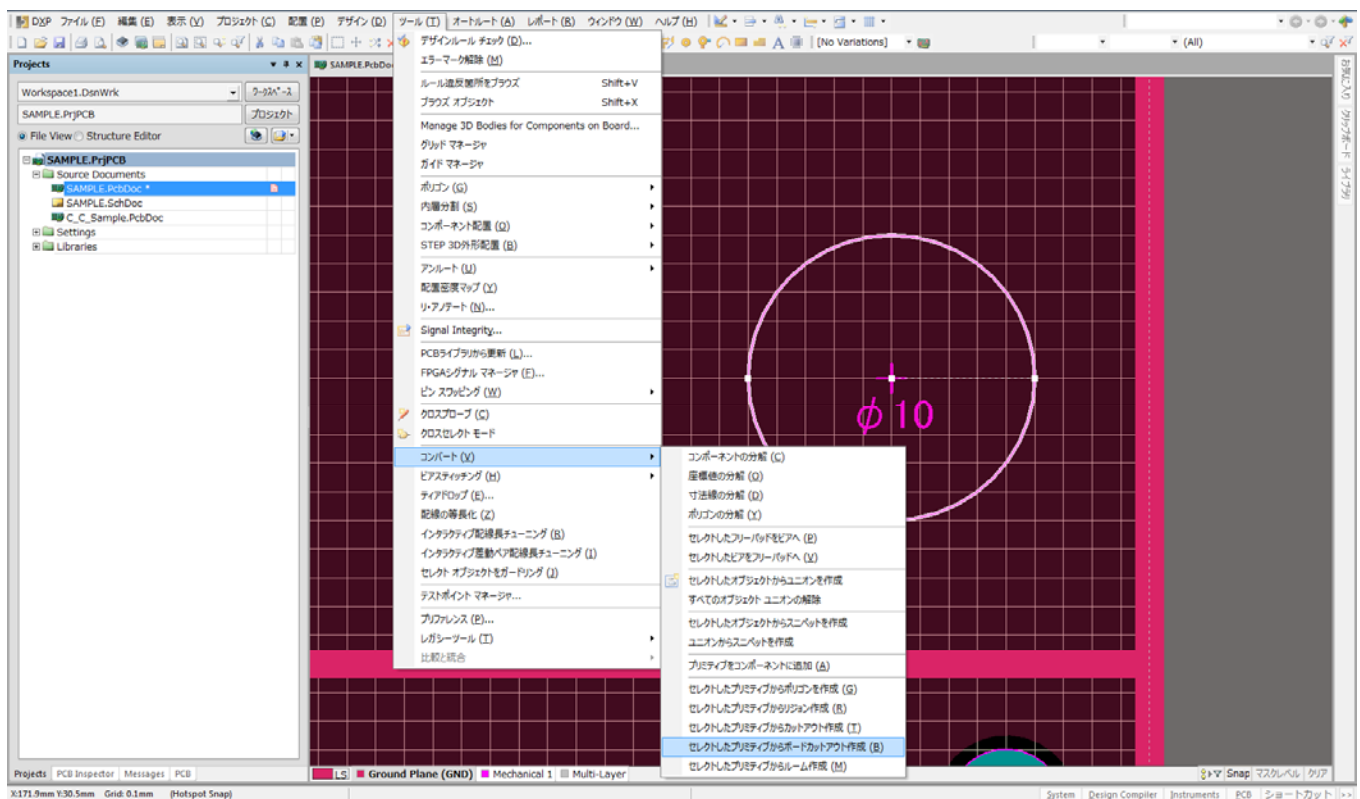 DXP ファイル (F) 編集 (E) 表示 (V) プロジェクト (C) 配置 (P) デザイン (D) ツール (T) オートルート (A) レポート (R) ウィンドウ (W) ヘルプ (H)
[No Variations]
(All)
Projects
Workspace1.DsnWrk
ワークスペース
SAMPLE.PrjPCB
プロジェクト
File View
Structure Editor
SAMPLE.PrjPCB
Source Documents
SAMPLE.PcbDoc *
SAMPLE.SchDoc
C_C_Sample.PcbDoc
Settings
Libraries
SAMPLE.PcbDo
デザインルール チェック (D)...
エラーマーク解除 (M)
ルール違反箇所をブラウズ Shift+V
ブラウズ オブジェクト Shift+X
Manage 3D Bodies for Components on Board...
グリッド マネージャ
ガイド マネージャ
ポリゴン (G)
内層分割 (S)
コンポーネント配置 (O)
STEP 3D外形配置 (B)
アンルート (U)
配置密度マップ (Y)
リ・アノテート (N)...
Signal Integrity...
PCBライブラリから更新 (L)...
FPGAシグナル マネージャ (F)...
ピン スワッピング (W)
クロスプローブ (C)
クロスセレクト モード
コンバート (V)
ビアスティッチング (H)
ティアドロップ (E)...
配線の等長化 (Z)
インタラクティブ配線長チューニング (R)
インタラクティブ差動ペア配線長チューニング (I)
セレクト オブジェクトをガードリング (J)
テストポイント マネージャ...
プリファレンス (P)...
レガシーツール (T)
比較と統合
コンポーネントの分解 (C)
座標値の分解 (O)
寸法線の分解 (D)
ポリゴンの分解 (Y)
セレクトしたフリーパッドをビアへ (P)
セレクトしたビアをフリーパッドへ (V)
セレクトしたオブジェクトからユニオンを作成
すべてのオブジェクト ユニオンの解除
セレクトしたオブジェクトからスニペットを作成
ユニオンからスニペットを作成
プリミティブをコンポーネントに追加 (A)
セレクトしたプリミティブからポリゴンを作成 (G)
セレクトしたプリミティブからリジョン作成 (R)
セレクトしたプリミティブからカットアウト作成 (T)
セレクトしたプリミティブからボードカットアウト作成 (B)
セレクトしたプリミティブからルーム作成 (M)
φ10
お気に入り
クリップボード
ライブラリ
Projects PCB Inspector Messages PCB
LS Ground Plane (GND) Mechanical 1 Multi-Layer
Snap マスクレベル クリア
X:171.9mm Y:30.5mm Grid: 0.1mm (Hotspot Snap)
System Design Compiler Instruments PCB ショートカット >>